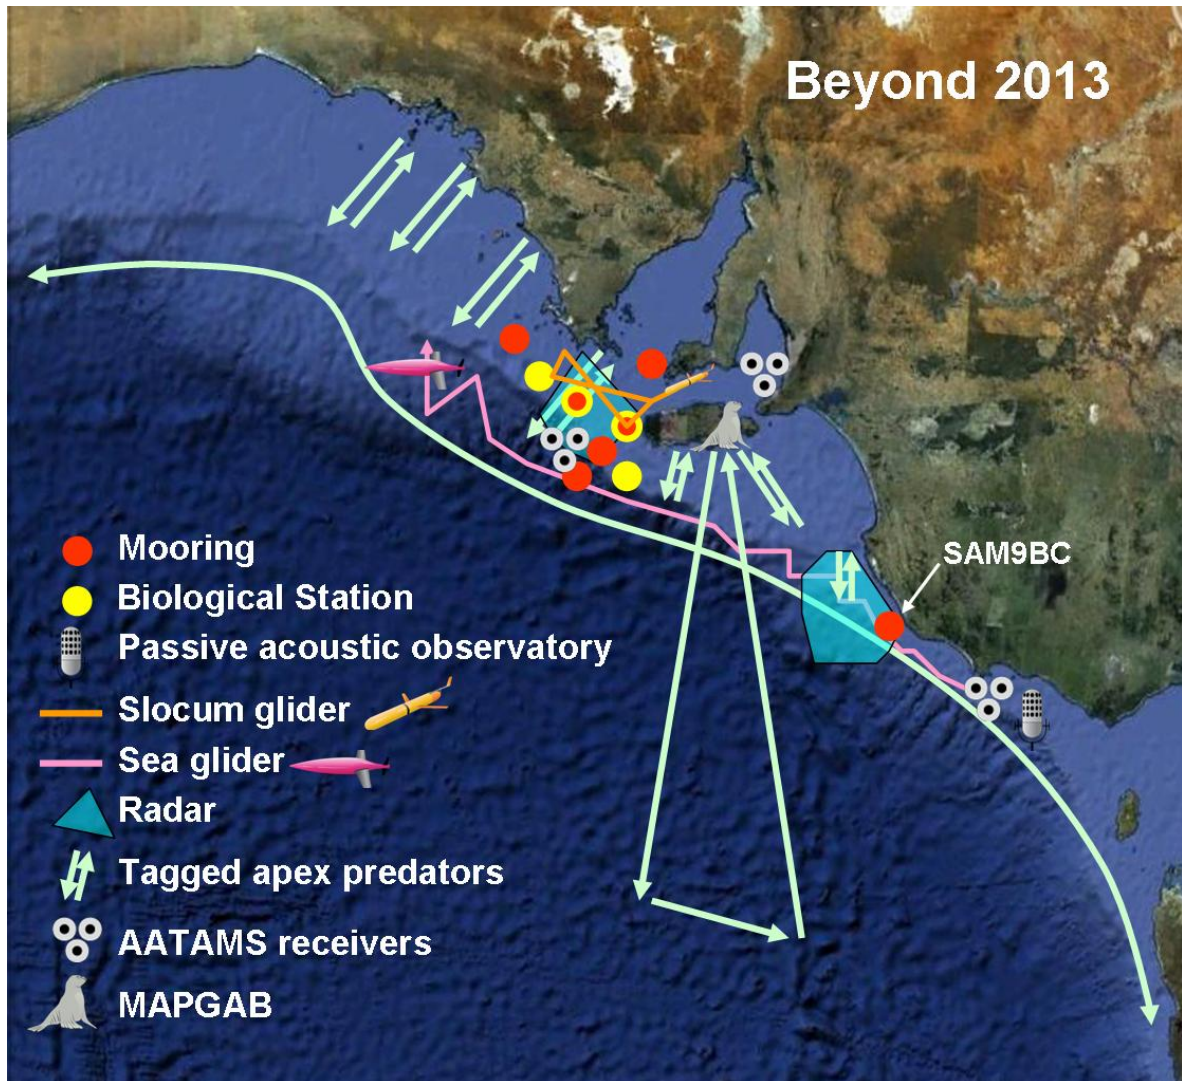 Beyond 2013
SAM9BC
Mooring
Biological Station
Passive acoustic observatory
Slocum glider
Sea glider
Radar
Tagged apex predators
AATAMS receivers
MAPGAB